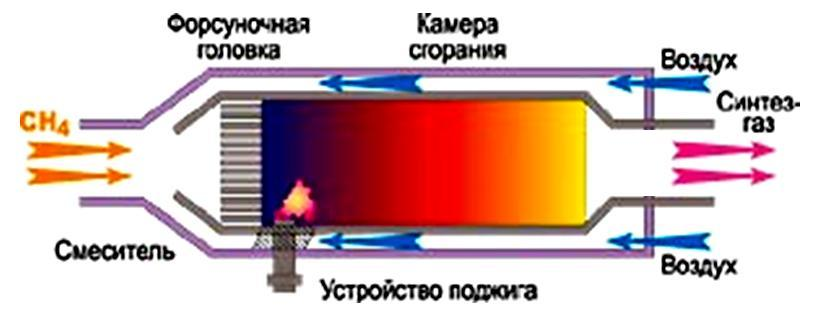 Форсуночная
головка
Камера
сгорания
Воздух
Синтез-
газ
CH4
Смеситель
Воздух
Устройство поджига